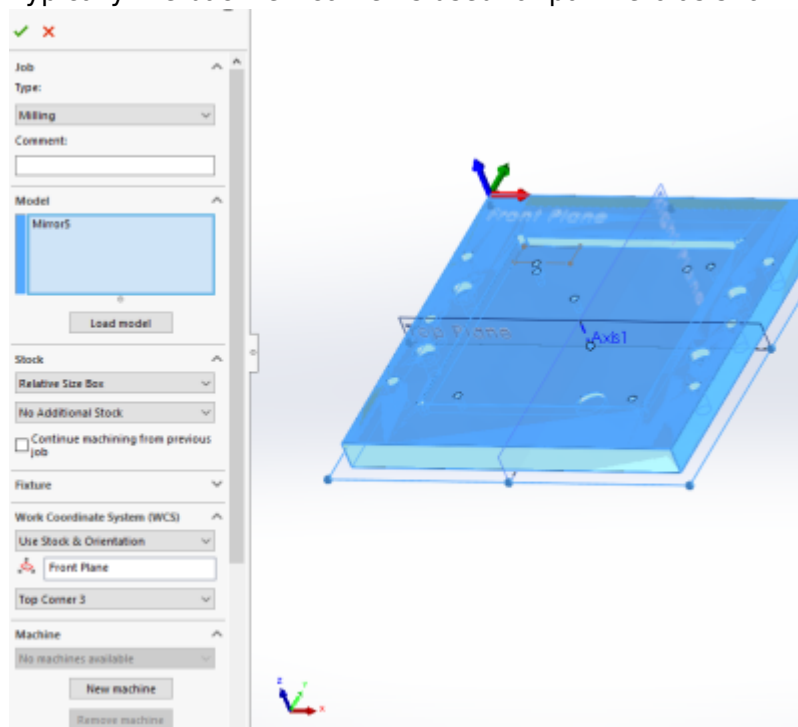 Job
Type:
Milling
Comment:
Model
Mirror5
Load model
Stock
Relative Size Box
No Additional Stock
Continue machining from previous
job
Fixture
Work Coordinate System (WCS)
Use Stock & Orientation
Front Plane
Top Corner 3
Machine
No machines available
New machine
Remove machine
Front Plane
Top Plane
Axis1
Z
Y
X